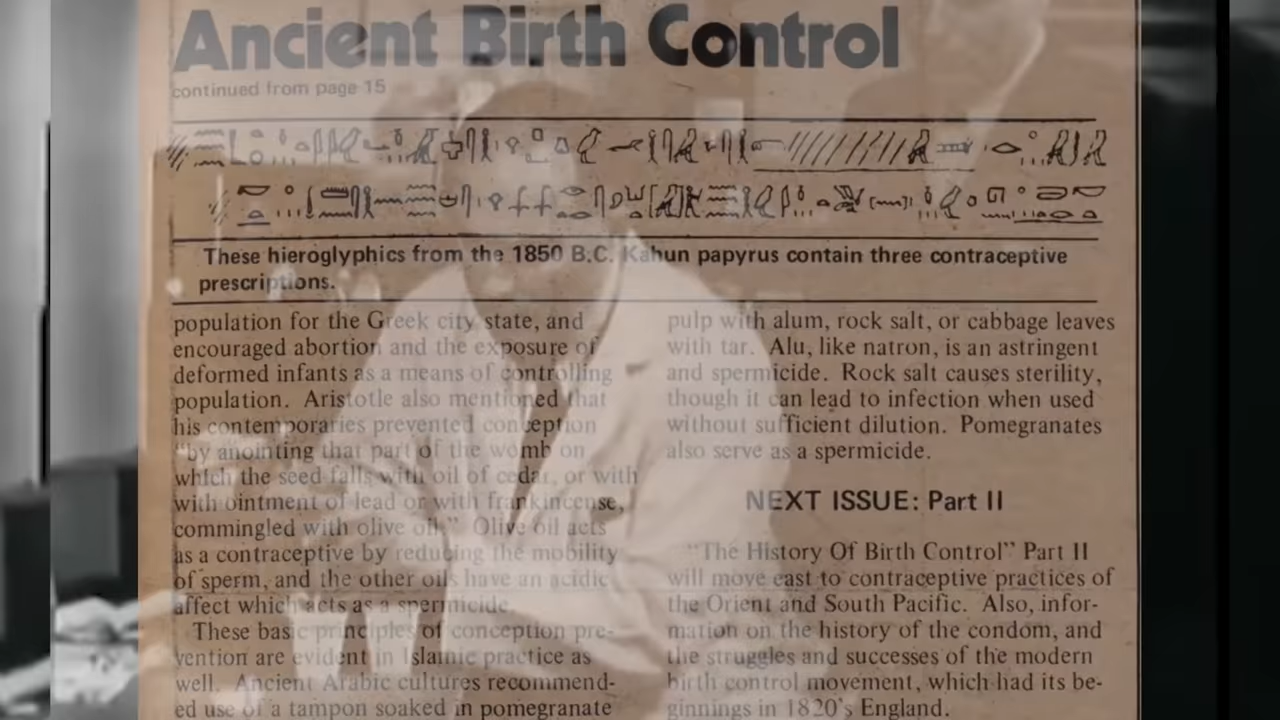 Ancient Birth Control
continued from page 15
These hieroglyphics from the 1850 B.C. Kahun papyrus contain three contraceptive
prescriptions.
population for the Greek city state, and
encouraged abortion and the exposure of
deformed infants as a means of controlling
population. Aristotle also mentioned that
his contemporaries prevented conception
"by anointing that part of the womb on
which the seed falls with oil of cedar, or with
with ointment of lead or with frankincense,
commingled with olive oil." Olive oil acts
as a contraceptive by reducing the mobility
of sperm, and the other oils have an acidic
affect which acts as a spermicide.
These basic principles of conception pre-
vention are evident in Islamic practice as
well. Ancient Arabic cultures recommend-
ed use of a tampon soaked in pomegranate
pulp with alum, rock salt, or cabbage leaves
with tar. Alu, like natron, is an astringent
and spermicide. Rock salt causes sterility,
though it can lead to infection when used
without sufficient dilution. Pomegranates
also serve as a spermicide.
NEXT ISSUE: Part II
"The History Of Birth Control" Part II
will move east to contraceptive practices of
the Orient and South Pacific. Also, infor-
mation on the history of the condom, and
the struggles and successes of the modern
birth control movement, which had its be-
ginnings in 1820's England.